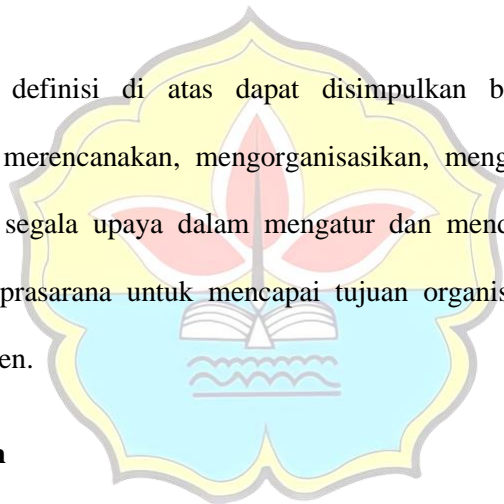 definisi di atas dapat disimpulkan b
merencanakan, mengorganisasikan, meng
segala upaya dalam mengatur dan mend
prasarana untuk mencapai tujuan organis
en.